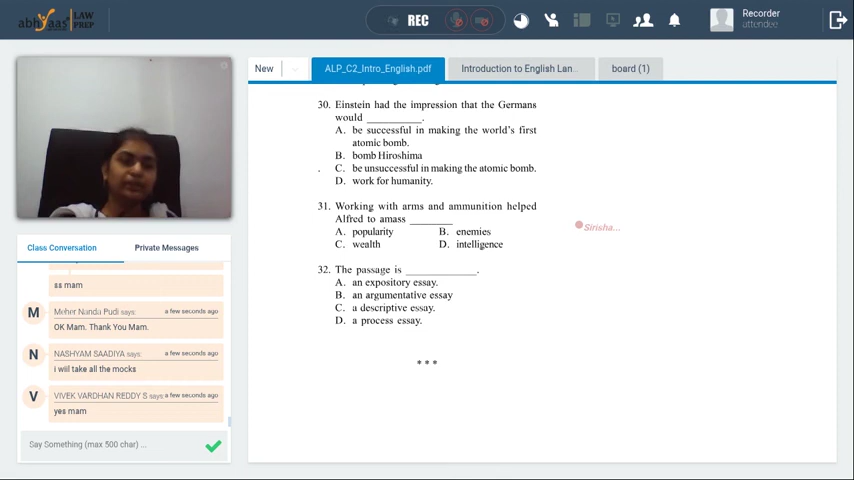 abhyaas LAW PREP
REC
Recorder
attendee
New
ALP_C2_Intro_English.pdf
Introduction to English Lan...
board (1)
30. Einstein had the impression that the Germans
would __________.
A. be successful in making the world's first
atomic bomb.
B. bomb Hiroshima
. C. be unsuccessful in making the atomic bomb.
D. work for humanity.
31. Working with arms and ammunition helped
Alfred to amass ________
A. popularity B. enemies
C. wealth D. intelligence
32. The passage is _____________.
A. an expository essay.
B. an argumentative essay
C. a descriptive essay.
D. a process essay.
* * *
Sirisha...
Class Conversation
Private Messages
ss mam
M
Meher Nanda Pudi says: a few seconds ago
OK Mam. Thank You Mam.
N
NASHYAM SAADIYA says: a few seconds ago
i wiil take all the mocks
V
VIVEK VARDHAN REDDY S says: a few seconds ago
yes mam
Say Something (max 500 char) ...